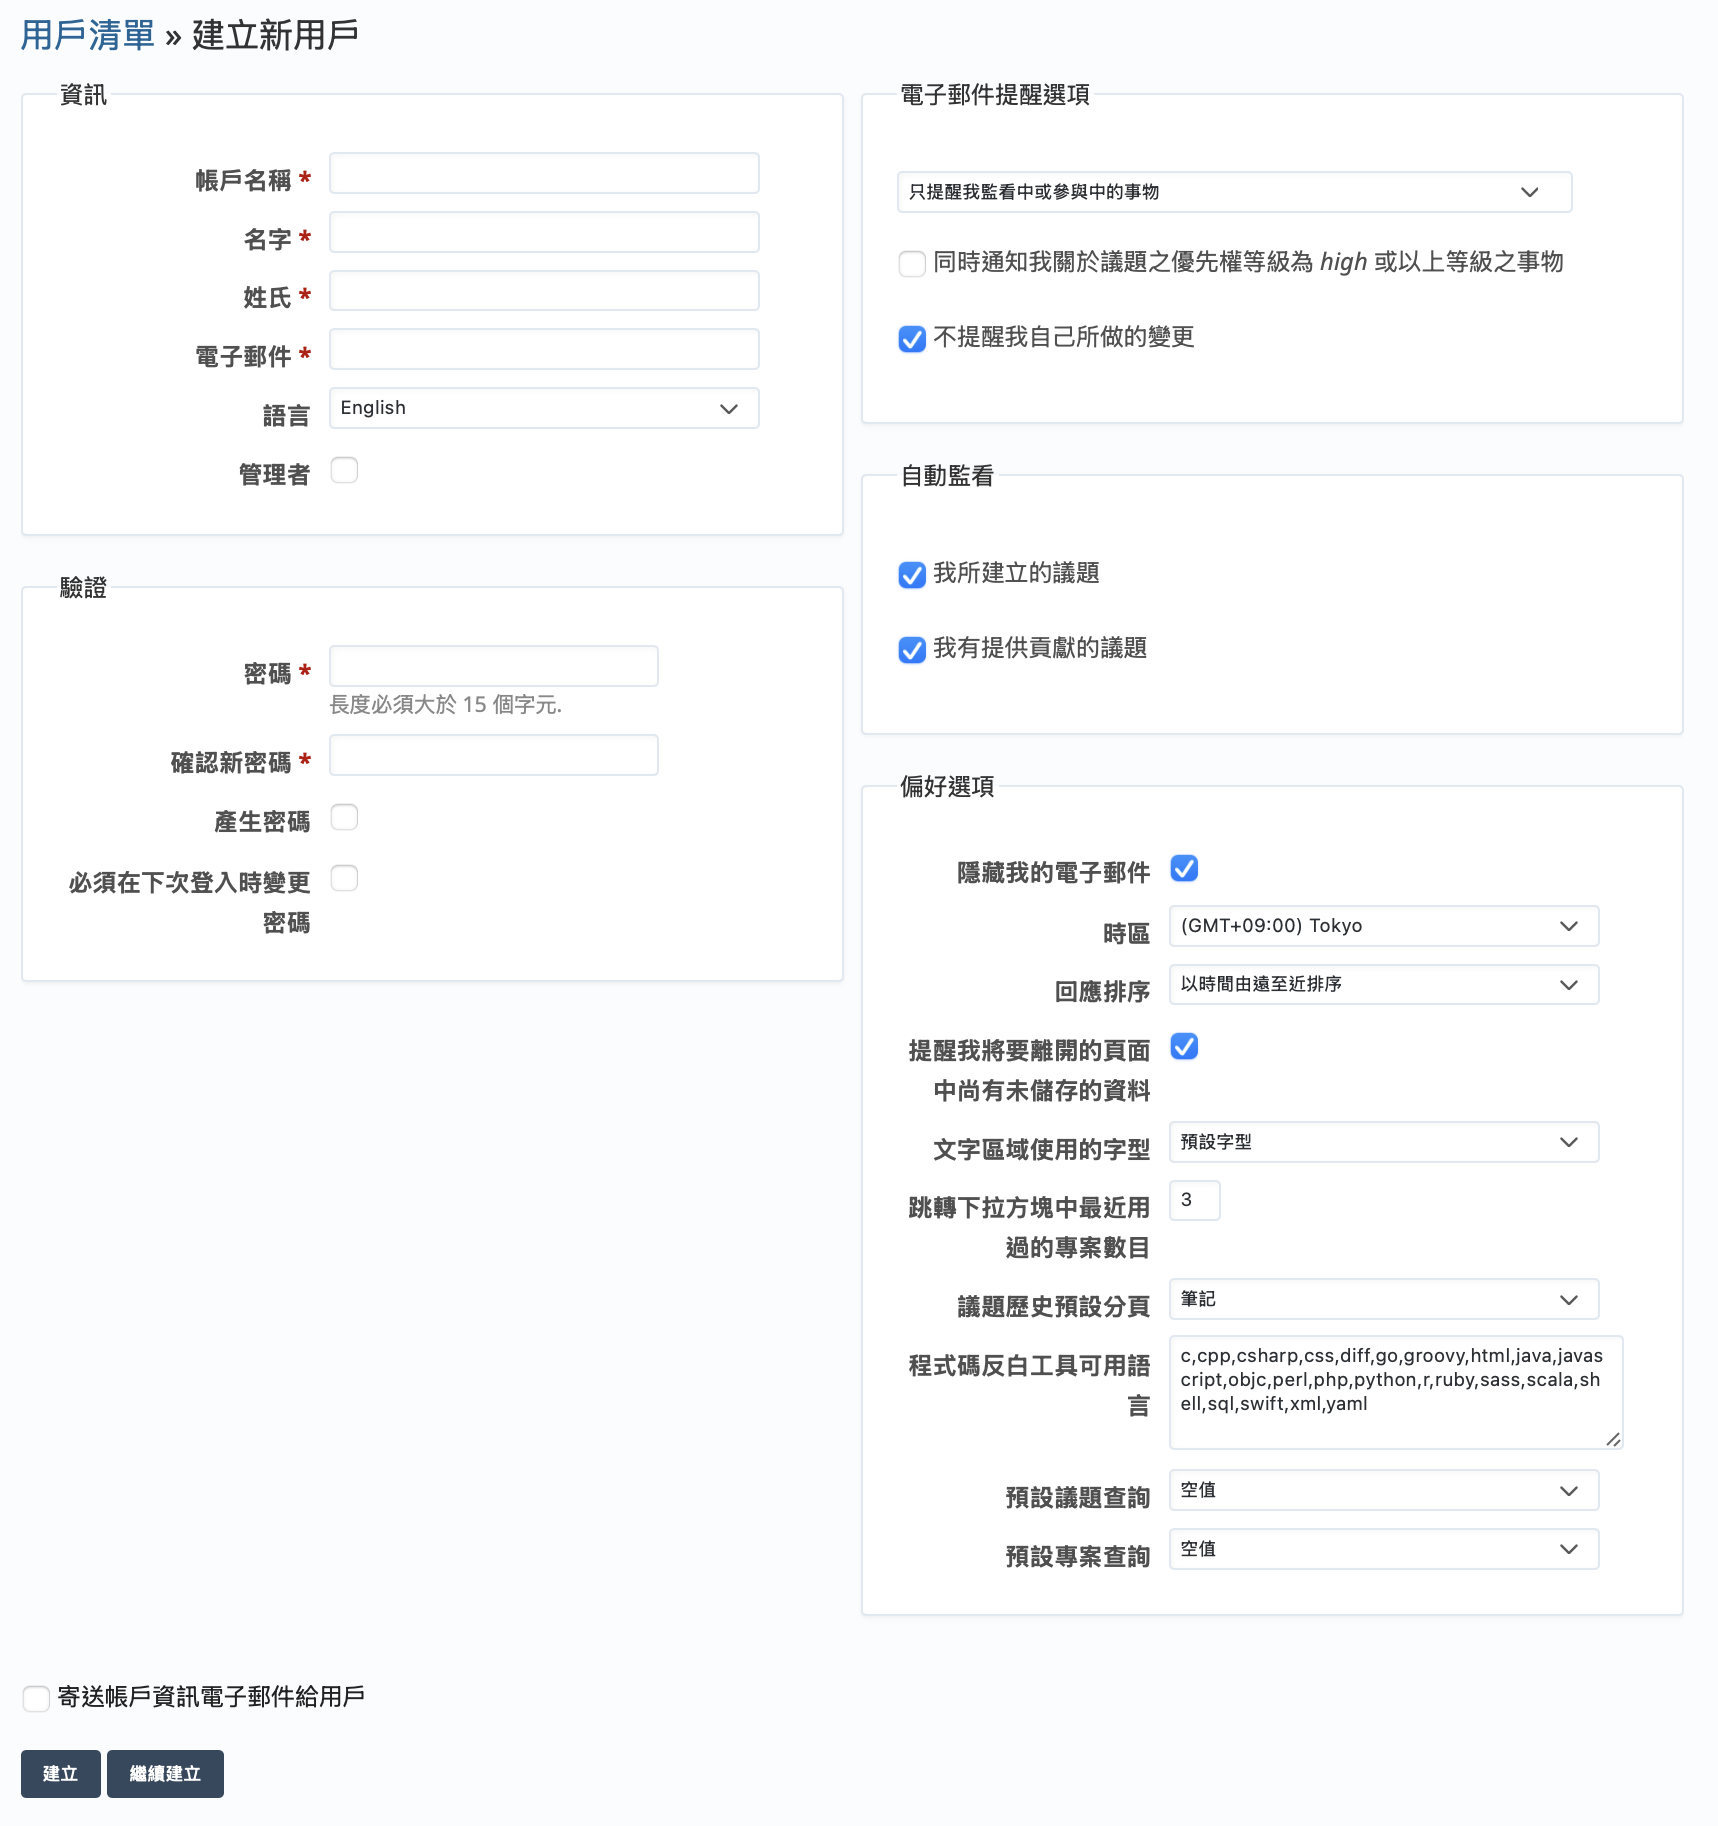 用戶清單 » 建立新用戶
資訊
帳戶名稱 *
名字 *
姓氏 *
電子郵件 *
語言 English
管理者
驗證
密碼 *
長度必須大於 15 個字元.
確認新密碼 *
產生密碼
必須在下次登入時變更
密碼
電子郵件提醒選項
只提醒我監看中或參與中的事物
同時通知我關於議題之優先權等級為 high 或以上等級之事物
不提醒我自己所做的變更
自動監看
我所建立的議題
我有提供貢獻的議題
偏好選項
隱藏我的電子郵件
時區 (GMT+09:00) Tokyo
回應排序 以時間由遠至近排序
提醒我將要離開的頁面
中尚有未儲存的資料
文字區域使用的字型 預設字型
跳轉下拉方塊中最近用 3
過的專案數目
議題歷史預設分頁 筆記
程式碼反白工具可用語
言
c,cpp,csharp,css,diff,go,groovy,html,java,javas
cript,objc,perl,php,python,r,ruby,sass,scala,sh
ell,sql,swift,xml,yaml
預設議題查詢 空值
預設專案查詢 空值
寄送帳戶資訊電子郵件給用戶
建立 繼續建立